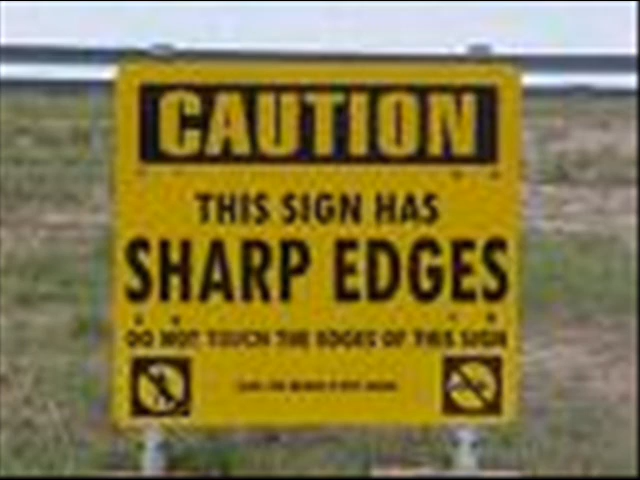 CAUTION
THIS SIGN HAS
SHARP EDGES
DO NOT TOUCH THE EDGES OF THIS SIGN